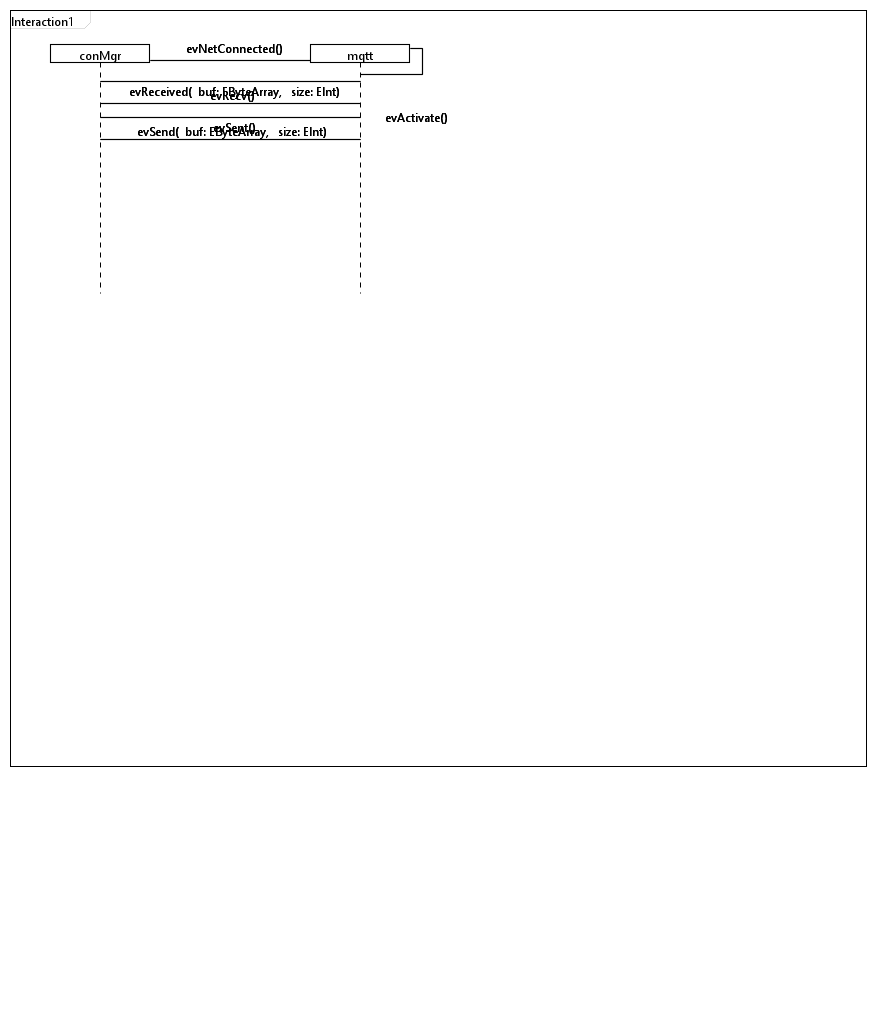 Interaction1
evNetConnected()
conMgr
mqtt
evReceived(  buf: EByteArray,   size: EInt)
evRecv()
evActivate()
evSent()
evSend(  buf: EByteArray,   size: EInt)